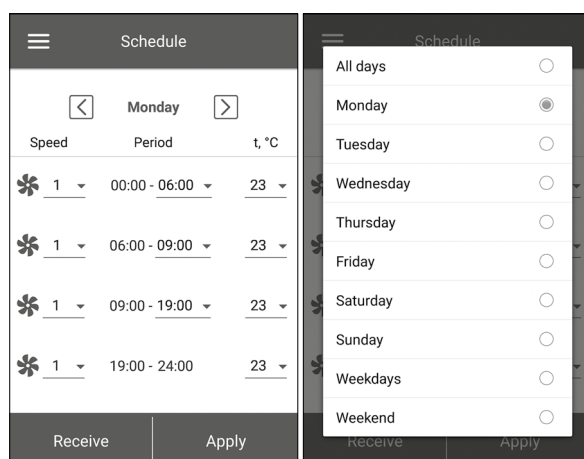 Schedule
Monday
Speed Period t, °C
1 00:00 - 06:00 23
1 06:00 - 09:00 23
1 09:00 - 19:00 23
1 19:00 - 24:00 23
Receive Apply
Schedule
All days
Monday
Tuesday
Wednesday
Thursday
Friday
Saturday
Sunday
Weekdays
Weekend
Receive Apply